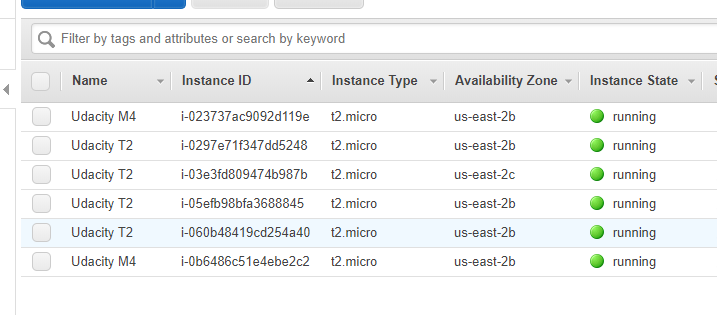 Filter by tags and attributes or search by keyword
Name Instance ID Instance Type Availability Zone Instance State
Udacity M4 i-023737ac9092d119e t2.micro us-east-2b running
Udacity T2 i-0297e71f347dd5248 t2.micro us-east-2b running
Udacity T2 i-03e3fd809474b987b t2.micro us-east-2c running
Udacity T2 i-05efb98bfa3688845 t2.micro us-east-2b running
Udacity T2 i-060b48419cd254a40 t2.micro us-east-2b running
Udacity M4 i-0b6486c51e4ebe2c2 t2.micro us-east-2b running